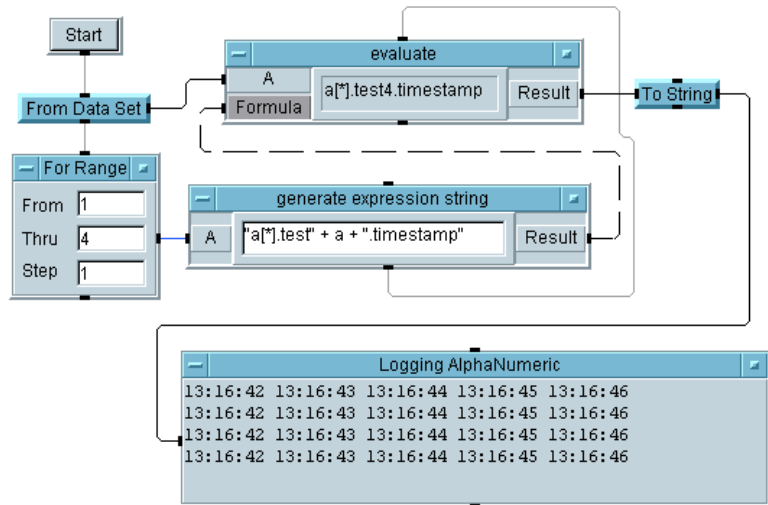 Start
evaluate
A
Formula
a[*].test4.timestamp
Result
From Data Set
To String
For Range
From 1
Thru 4
Step 1
generate expression string
A
"a[*].test" + a + ".timestamp"
Result
Logging AlphaNumeric
13:16:42 13:16:43 13:16:44 13:16:45 13:16:46
13:16:42 13:16:43 13:16:44 13:16:45 13:16:46
13:16:42 13:16:43 13:16:44 13:16:45 13:16:46
13:16:42 13:16:43 13:16:44 13:16:45 13:16:46